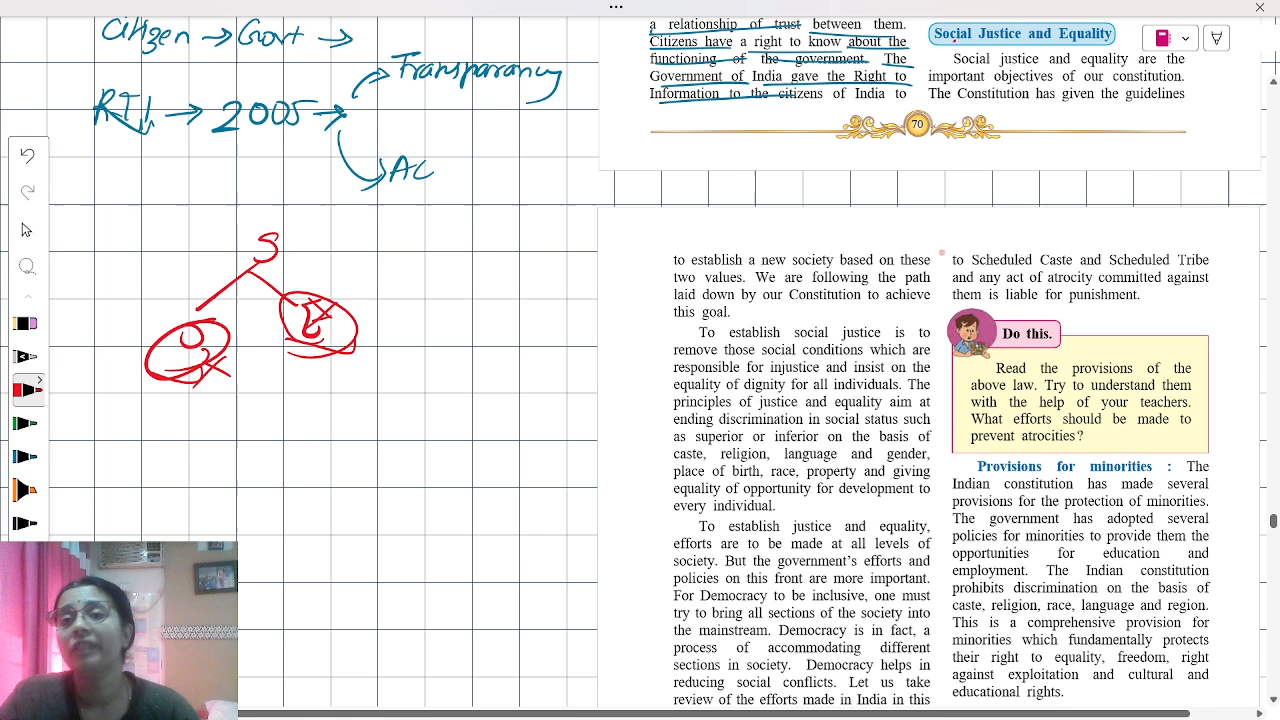 Citizen → Govt →
Transparancy
RTI → 2005 →
AC
S
J
E
a relationship of trust between them.
Citizens have a right to know about the
functioning of the government. The
Government of India gave the Right to
Information to the citizens of India to
Social Justice and Equality
Social justice and equality are the
important objectives of our constitution.
The Constitution has given the guidelines
70
to establish a new society based on these
two values. We are following the path
laid down by our Constitution to achieve
this goal.
To establish social justice is to
remove those social conditions which are
responsible for injustice and insist on the
equality of dignity for all individuals. The
principles of justice and equality aim at
ending discrimination in social status such
as superior or inferior on the basis of
caste, religion, language and gender,
place of birth, race, property and giving
equality of opportunity for development to
every individual.
To establish justice and equality,
efforts are to be made at all levels of
society. But the government's efforts and
policies on this front are more important.
For Democracy to be inclusive, one must
try to bring all sections of the society into
the mainstream. Democracy is in fact, a
process of accommodating different
sections in society. Democracy helps in
reducing social conflicts. Let us take
review of the efforts made in India in this
to Scheduled Caste and Scheduled Tribe
and any act of atrocity committed against
them is liable for punishment.
Do this.
Read the provisions of the
above law. Try to understand them
with the help of your teachers.
What efforts should be made to
prevent atrocities ?
Provisions for minorities : The
Indian constitution has made several
provisions for the protection of minorities.
The government has adopted several
policies for minorities to provide them the
opportunities for education and
employment. The Indian constitution
prohibits discrimination on the basis of
caste, religion, race, language and region.
This is a comprehensive provision for
minorities which fundamentally protects
their right to equality, freedom, right
against exploitation and cultural and
educational rights.